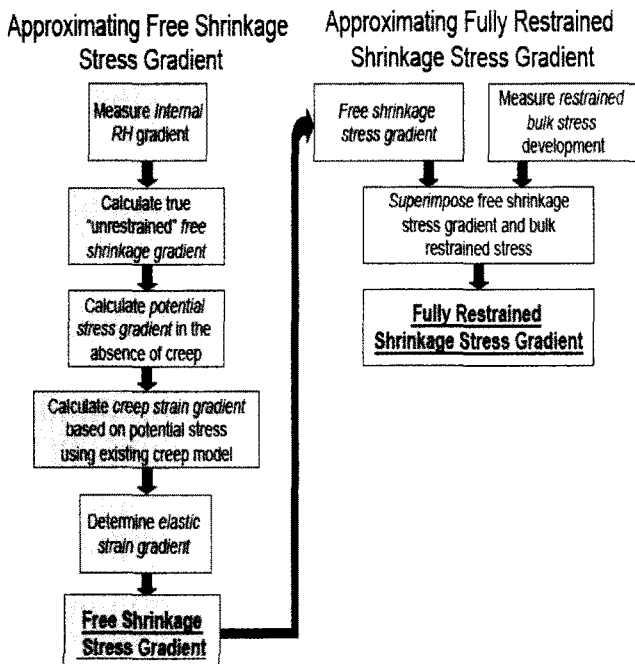 Approximating Free Shrinkage
Stress Gradient
Measure Internal
RH gradient
Calculate true
"unrestrained" free
shrinkage gradient
Calculate potential
stress gradient in the
absence of creep
Calculate creep strain gradient
based on potential stress
using existing creep model
Determine elastic
strain gradient
Free Shrinkage
Stress Gradient
Approximating Fully Restrained
Shrinkage Stress Gradient
Free shrinkage
stress gradient
Measure restrained
bulk stress
development
Superimpose free shrinkage
stress gradient and bulk
restrained stress
Fully Restrained
Shrinkage Stress Gradient